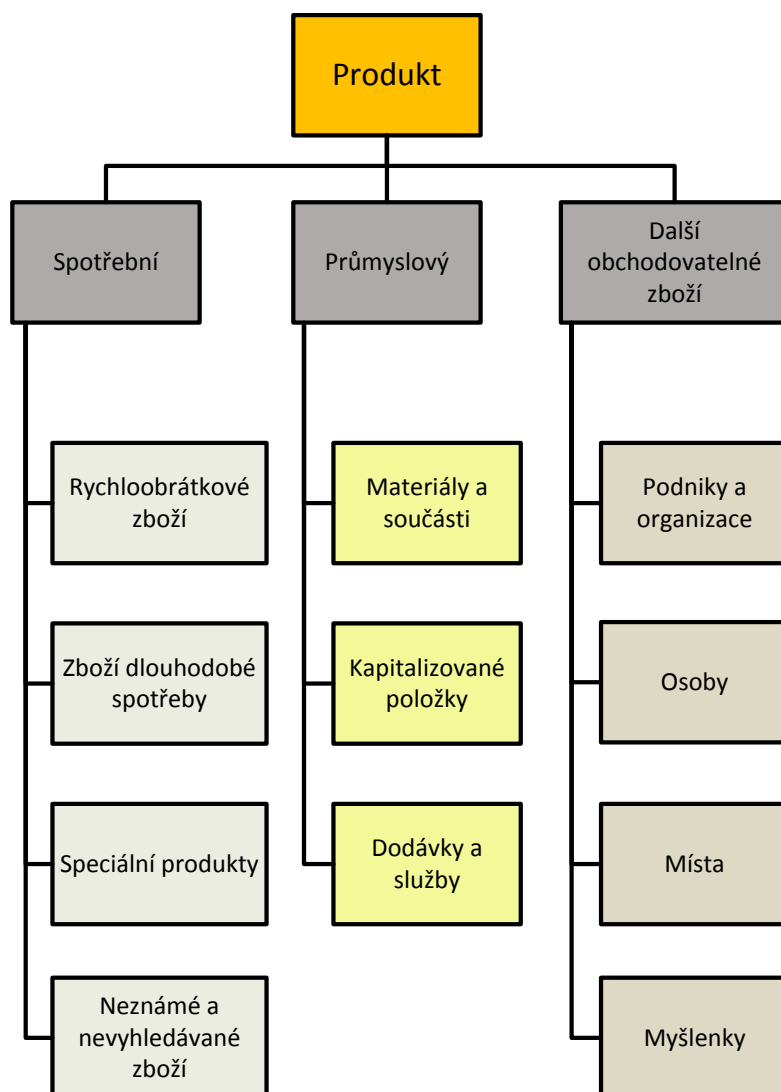 Produkt
Spotřební
Průmyslový
Další
obchodovatelné
zboží
Rychloobrátkové
zboží
Materiály a
součásti
Podniky a
organizace
Zboží dlouhodobé
spotřeby
Kapitalizované
položky
Osoby
Speciální produkty
Dodávky a
služby
Místa
Neznámé a
nevyhledávané
zboží
Myšlenky